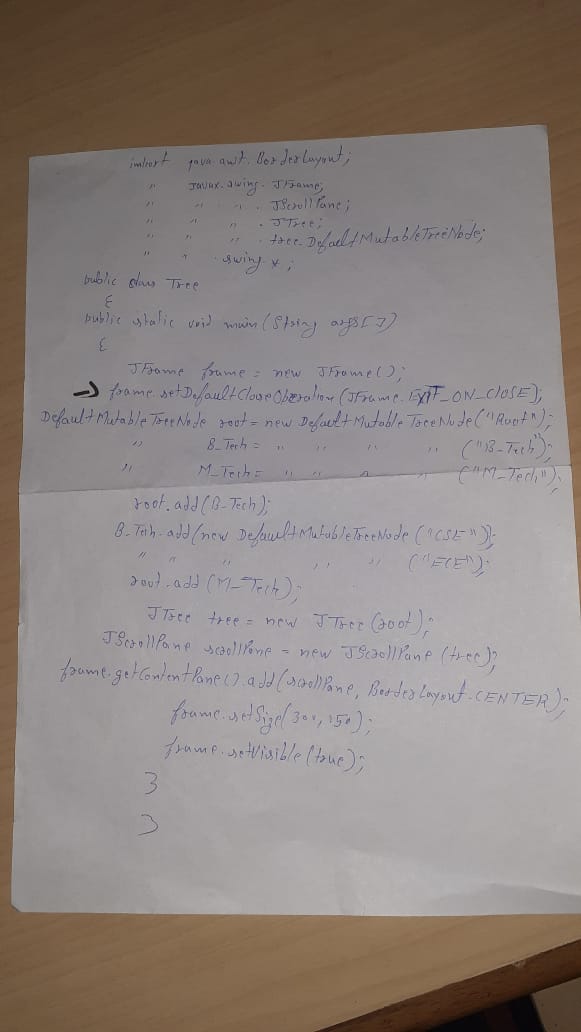 import java.awt.BorderLayout;
" javax.swing.JFrame;
" " " . JScrollPane;
" " " . JTree;
" " " . tree.DefaultMutableTreeNode;
" " .swing *;
public class Tree
{
public static void main(String args[])
{
JFrame frame = new JFrame();
→ frame.setDefaultCloseOperation(JFrame.EXIT_ON_CLOSE);
DefaultMutableTreeNode root = new DefaultMutableTreeNode("Root");
" B_Tech = " " " " ("B-Tech");
" M_Tech = " " " " ("M-Tech");
root.add(B-Tech);
B-Tech.add(new DefaultMutableTreeNode("CSE"));
" " " " " ("ECE");
root.add(M-Tech);
JTree tree = new JTree(root);
JScrollPane scrollPane = new JScrollPane(tree);
frame.getContentPane().add(scrollPane, BorderLayout.CENTER);
frame.setSize(300,150);
frame.setVisible(true);
}
}